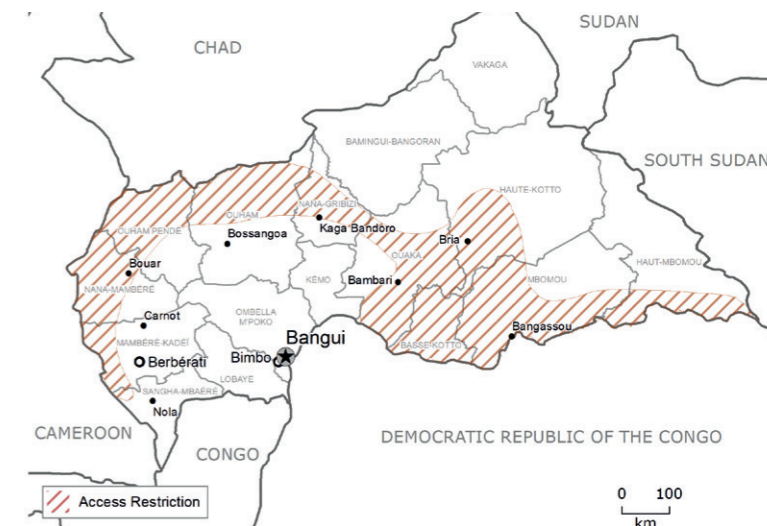 SUDAN
CHAD
VAKAGA
BAMINGUI-BANGORAN
SOUTH SUDAN
HAUTE-KOTTO
NANA-GRIBIZI
OUHAM
Kaga Bandoro
OUHAM PENDÉ
Bossangoa
Bria
OUAKA
HAUT-MBOMOU
Bouar
Bambari
KÉMO
MBOMOU
NANA-MAMBÉRÉ
OMBELLA
M'POKO
Carnot
Bangui
Bangassou
MAMBÉRÉ-KADÉÏ
BASSE-KOTTO
Berbérati
Bimbo
LOBAYE
SANGHA-MBAÉRÉ
Nola
CAMEROON
CONGO
DEMOCRATIC REPUBLIC OF THE CONGO
Access Restriction
0 100
km